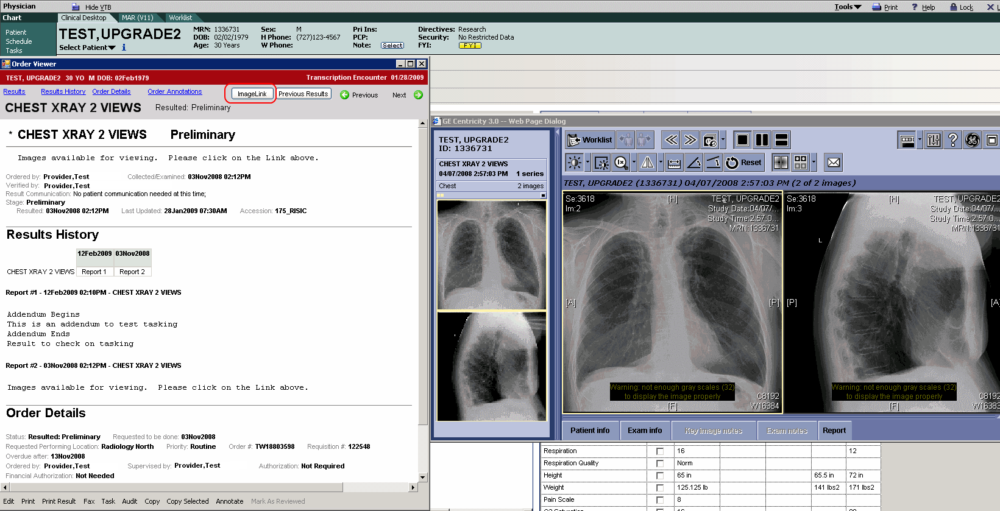 Physician
Hide VTB
Tools
Print
Help
Lock
Chart
Clinical Desktop
MAR (V11)
Worklist
Patient
Schedule
Tasks
TEST,UPGRADE2
Select Patient
MRN: 1336731
DOB: 02/02/1979
Age: 30 Years
Sex: M
H Phone: (727)123-4567
W Phone:
Pri Ins:
PCP:
Note: Select
Directives: Research
Security: No Restricted Data
FYI: FYI
Order Viewer
TEST, UPGRADE2 30 YO M DOB: 02Feb1979
Transcription Encounter 01/28/2009
Results
Results History
Order Details
Order Annotations
ImageLink
Previous Results
Previous
Next
CHEST XRAY 2 VIEWS
Resulted: Preliminary
* CHEST XRAY 2 VIEWS Preliminary
Images available for viewing. Please click on the Link above.
Ordered by: Provider,Test Collected/Examined: 03Nov2008 02:12PM
Verified by: Provider,Test
Result Communication: No patient communication needed at this time;
Stage: Preliminary
Resulted: 03Nov2008 02:12PM Last Updated: 28Jan2009 07:30AM Accession: 175_RISIC
Results History
12Feb2009 03Nov2008
CHEST XRAY 2 VIEWS Report 1 Report 2
Report #1 - 12Feb2009 02:10PM - CHEST XRAY 2 VIEWS
Addendum Begins
This is an addendum to test tasking
Addendum Ends
Result to check on tasking
Report #2 - 03Nov2008 02:12PM - CHEST XRAY 2 VIEWS
Images available for viewing. Please click on the Link above.
Order Details
Status: Resulted: Preliminary Requested to be done: 03Nov2008
Requested Performing Location: Radiology North Priority: Routine Order #: TW18803598 Requisition #: 122548
Overdue after: 13Nov2008
Ordered by: Provider,Test Supervised by: Provider,Test Authorization: Not Required
Financial Authorization: Not Needed
Edit Print Print Result Fax Task Audit Copy Copy Selected Annotate Mark As Reviewed
GE Centricity 3.0 -- Web Page Dialog
TEST, UPGRADE2
ID: 1336731
CHEST XRAY 2 VIEWS
04/07/2008 2:57:03 PM 1 series
Chest 2 images
Worklist
Reset
TEST, UPGRADE2 (1336731) 04/07/2008 2:57:03 PM (2 of 2 images)
Se:3618
Im:2
[H]
TEST, UPGRADE2
Study Date:04/07/...
Study Time:2:57:0...
MRN:1336731
[A]
[P]
Warning: not enough gray scales (32)
to display the image properly
[F]
C8192
W16384
Se:3618
Im:3
[H]
TEST, UPGRADE2
Study Date:04/07/...
Study Time:2:57:0...
MRN:1336731
L
[P]
[A]
Warning: not enough gray scales (32)
to display the image properly
[F]
C8192
W16383
Patient info
Exam info
Key image notes
Exam notes
Report
Respiration 16 12
Respiration Quality Norm
Height 65 in 65.5 in 72 in
Weight 125.125 lb 141 lbs2 171 lbs2
Pain Scale 8